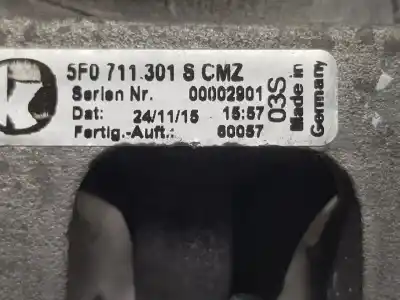 5F0 711 301 S CMZ
Serien Nr. 00002901
Dat: 24/11/15 15:57
Fertig.-Auft.: 60057
03S
Made in
Germany